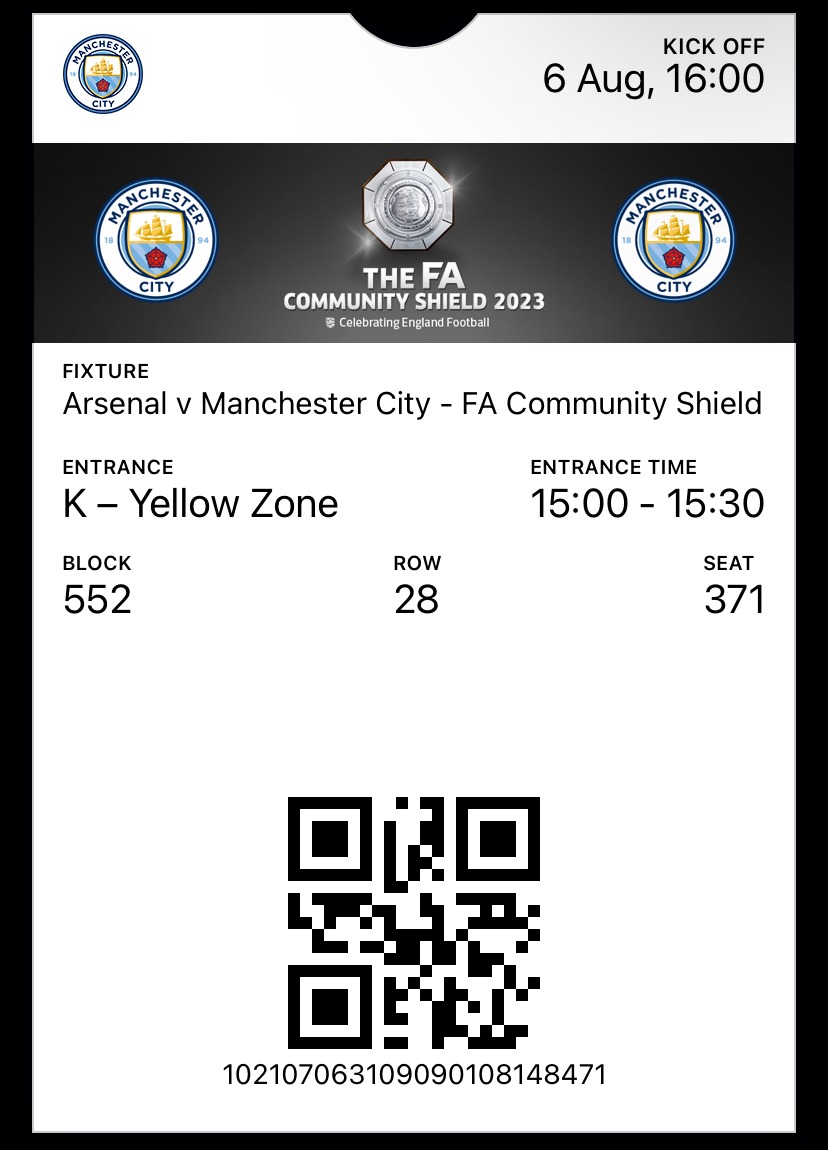 MANCHESTER
18 94
CITY
KICK OFF
6 Aug, 16:00
MANCHESTER
18 94
CITY
THE FA
COMMUNITY SHIELD 2023
Celebrating England Football
MANCHESTER
18 94
CITY
FIXTURE
Arsenal v Manchester City - FA Community Shield
ENTRANCE
K – Yellow Zone
ENTRANCE TIME
15:00 - 15:30
BLOCK
552
ROW
28
SEAT
371
102107063109090108148471